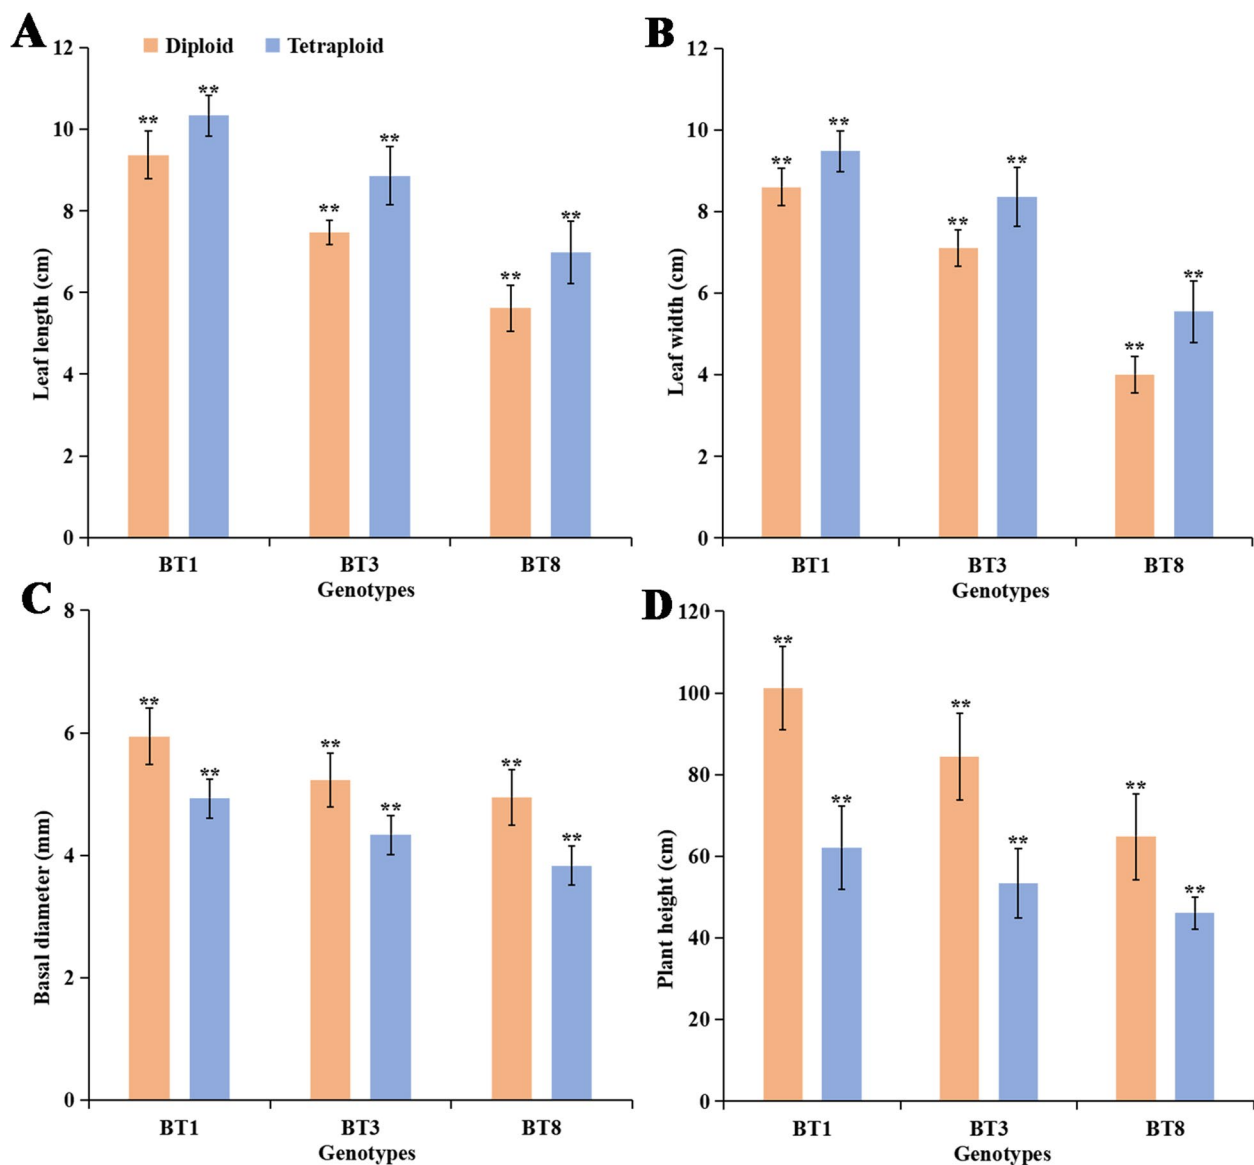 A
Diploid Tetraploid
12
10
8
6
4
2
0
Leaf length (cm)
** ** ** ** ** **
BT1 BT3 BT8
Genotypes
B
12
10
8
6
4
2
0
Leaf width (cm)
** ** ** ** ** **
BT1 BT3 BT8
Genotypes
C
8
6
4
2
0
Basal diameter (mm)
** ** ** ** ** **
BT1 BT3 BT8
Genotypes
D
120
100
80
60
40
20
0
Plant height (cm)
** ** ** ** ** **
BT1 BT3 BT8
Genotypes